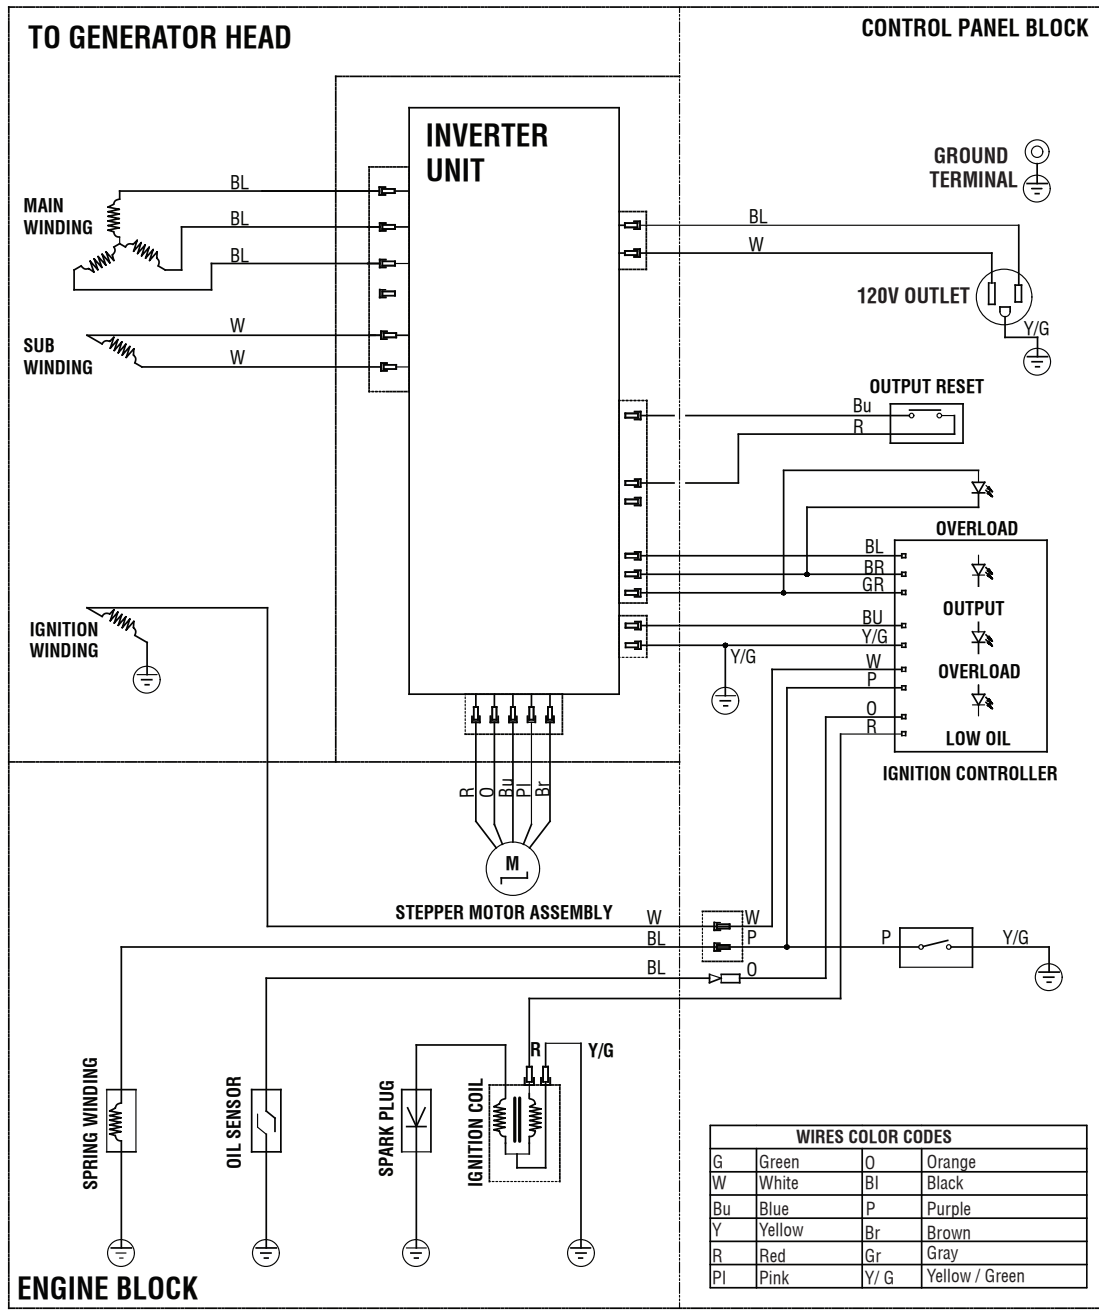 TO GENERATOR HEAD
CONTROL PANEL BLOCK
INVERTER
UNIT
GROUND
TERMINAL
MAIN
WINDING
BL
BL
BL
BL
W
120V OUTLET
Y/G
SUB
WINDING
W
W
OUTPUT RESET
Bu
R
OVERLOAD
BL
BR
GR
OUTPUT
BU
Y/G
Y/G
W
P
OVERLOAD
O
R
LOW OIL
IGNITION CONTROLLER
IGNITION
WINDING
R
O
Bu
PI
Br
M
STEPPER MOTOR ASSEMBLY
W
W
BL
P
P
Y/G
BL
O
R
Y/G
SPRING WINDING
OIL SENSOR
SPARK PLUG
IGNITION COIL
WIRES COLOR CODES
G Green O Orange
W White Bl Black
Bu Blue P Purple
Y Yellow Br Brown
R Red Gr Gray
PI Pink Y/ G Yellow / Green
ENGINE BLOCK